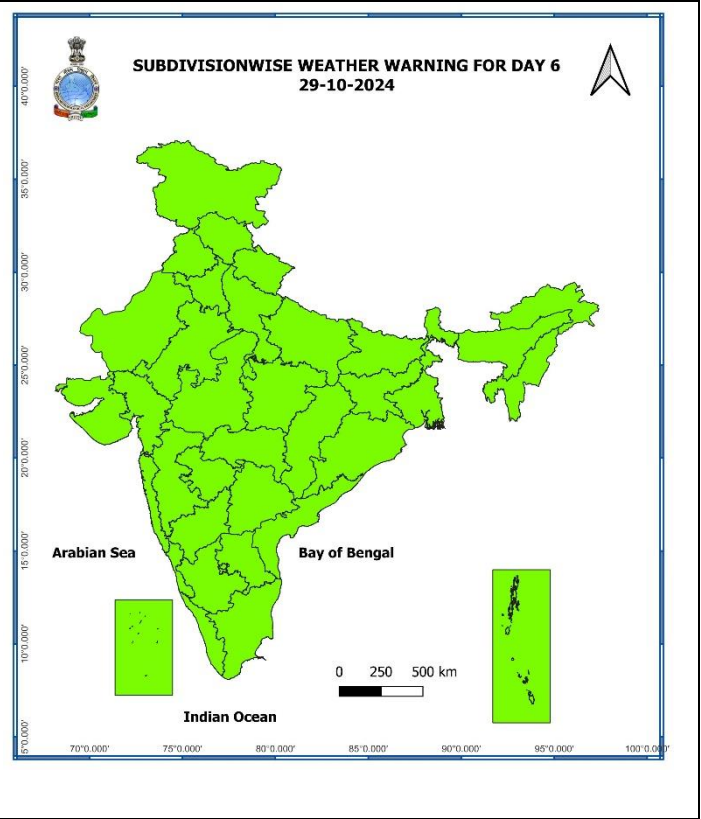 SUBDIVISIONWISE WEATHER WARNING FOR DAY 6
29-10-2024
40°0.000'
35°0.000'
30°0.000'
25°0.000'
20°0.000'
15°0.000'
10°0.000'
5°0.000'
Arabian Sea
Bay of Bengal
0 250 500 km
Indian Ocean
70°0.000' 75°0.000' 80°0.000' 85°0.000' 90°0.000' 95°0.000' 100°0.000'